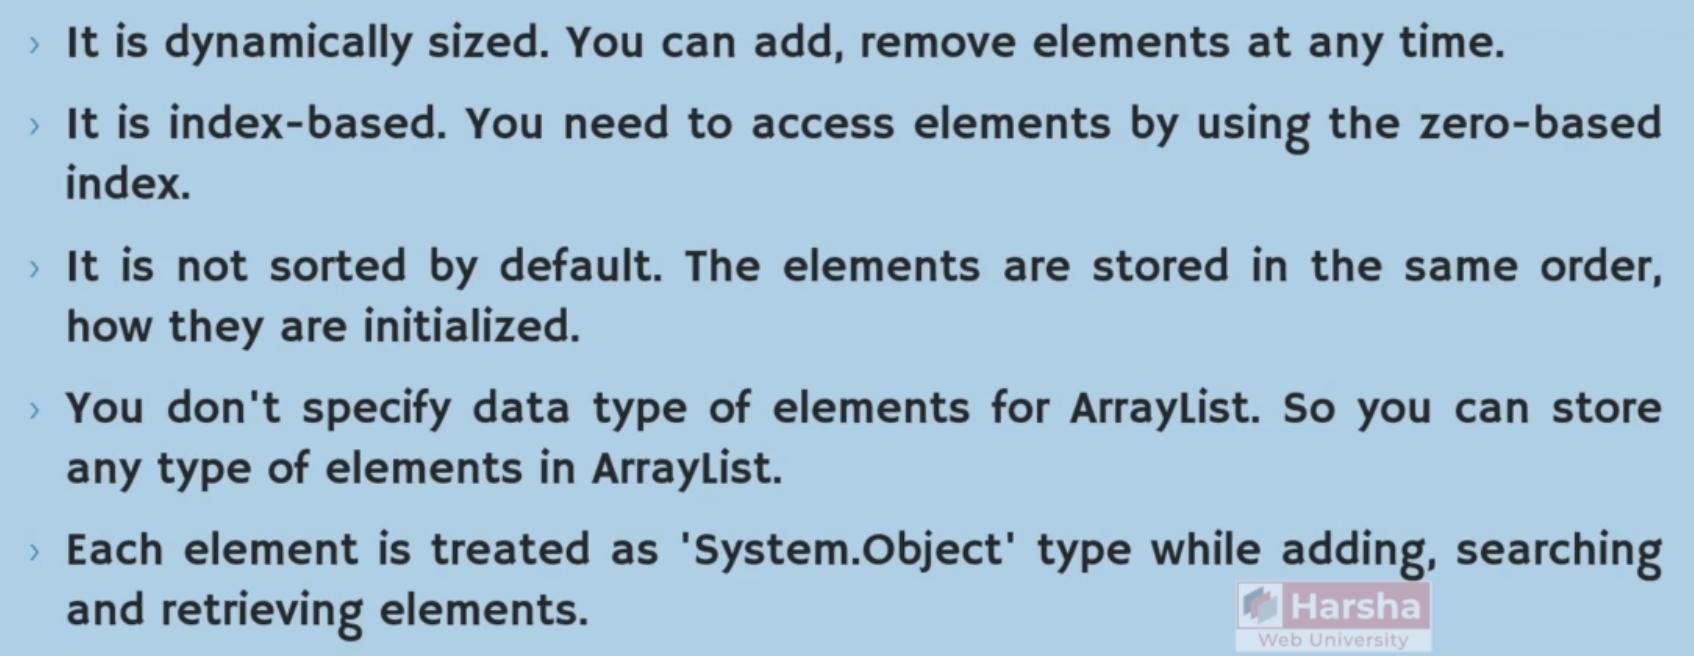 › It is dynamically sized. You can add, remove elements at any time.
› It is index-based. You need to access elements by using the zero-based
index.
› It is not sorted by default. The elements are stored in the same order,
how they are initialized.
› You don't specify data type of elements for ArrayList. So you can store
any type of elements in ArrayList.
› Each element is treated as 'System.Object' type while adding, searching
and retrieving elements.
Harsha
Web University